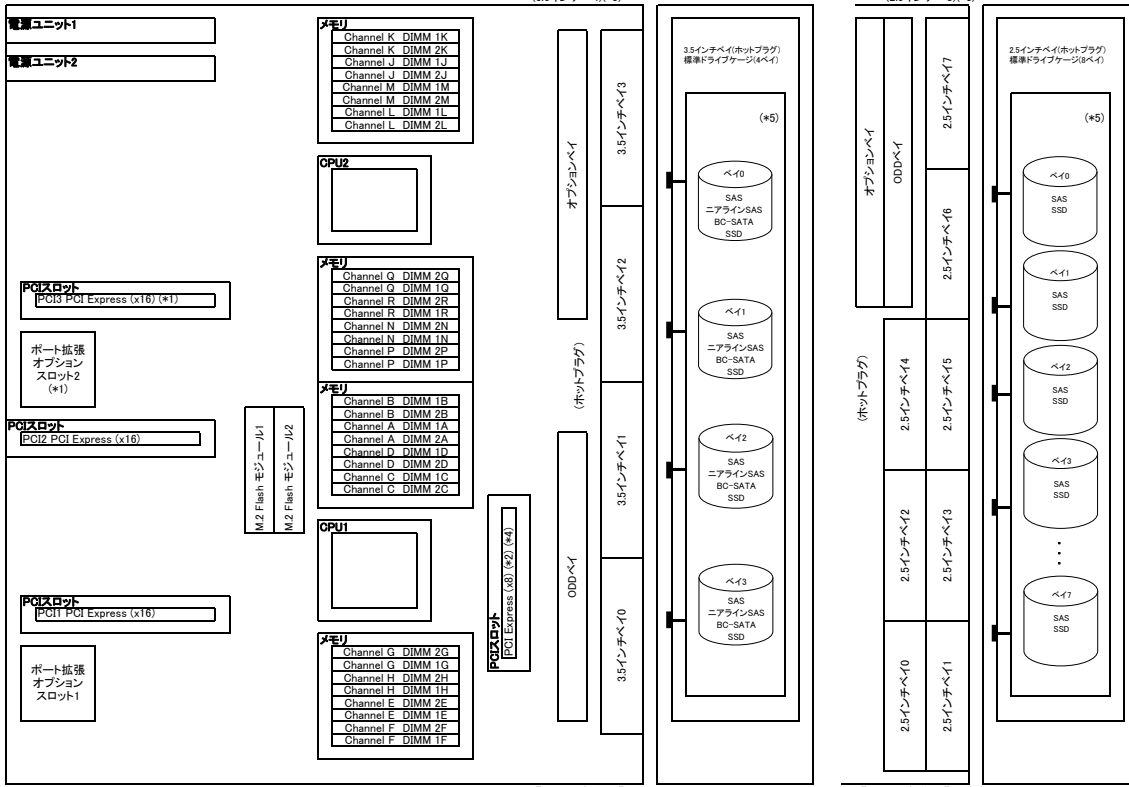 電源ユニット1
電源ユニット2
PCIスロット
PCI3 PCI Express (x16) (*1)
ポート拡張
オプション
スロット2
(*1)
PCIスロット
PCI2 PCI Express (x16)
PCIスロット
PCI1 PCI Express (x16)
ポート拡張
オプション
スロット1
M.2 Flash モジュール1
M.2 Flash モジュール2
メモリ
Channel K DIMM 1K
Channel K DIMM 2K
Channel J DIMM 1J
Channel J DIMM 2J
Channel M DIMM 1M
Channel M DIMM 2M
Channel L DIMM 1L
Channel L DIMM 2L
CPU2
メモリ
Channel Q DIMM 2Q
Channel Q DIMM 1Q
Channel R DIMM 2R
Channel R DIMM 1R
Channel N DIMM 2N
Channel N DIMM 1N
Channel P DIMM 2P
Channel P DIMM 1P
メモリ
Channel B DIMM 1B
Channel B DIMM 2B
Channel A DIMM 1A
Channel A DIMM 2A
Channel D DIMM 1D
Channel D DIMM 2D
Channel C DIMM 1C
Channel C DIMM 2C
CPU1
メモリ
Channel G DIMM 2G
Channel G DIMM 1G
Channel H DIMM 2H
Channel H DIMM 1H
Channel E DIMM 2E
Channel E DIMM 1E
Channel F DIMM 2F
Channel F DIMM 1F
PCIスロット
PCI Express (x8) (*2) (*4)
オプションベイ
(ホットプラグ)
ODDベイ
3.5インチベイ3
3.5インチベイ2
3.5インチベイ1
3.5インチベイ0
3.5インチベイ(ホットプラグ)
標準ドライブケージ(4ベイ)
(*5)
ベイ0
SAS
ニアラインSAS
BC-SATA
SSD
ベイ1
SAS
ニアラインSAS
BC-SATA
SSD
ベイ2
SAS
ニアラインSAS
BC-SATA
SSD
ベイ3
SAS
ニアラインSAS
BC-SATA
SSD
オプションベイ
ODDベイ
(ホットプラグ)
2.5インチベイ7
2.5インチベイ6
2.5インチベイ4
2.5インチベイ5
2.5インチベイ2
2.5インチベイ3
2.5インチベイ0
2.5インチベイ1
2.5インチベイ(ホットプラグ)
標準ドライブケージ(8ベイ)
(*5)
ベイ0
SAS
SSD
ベイ1
SAS
SSD
ベイ2
SAS
SSD
ベイ3
SAS
SSD
ベイ7
SAS
SSD